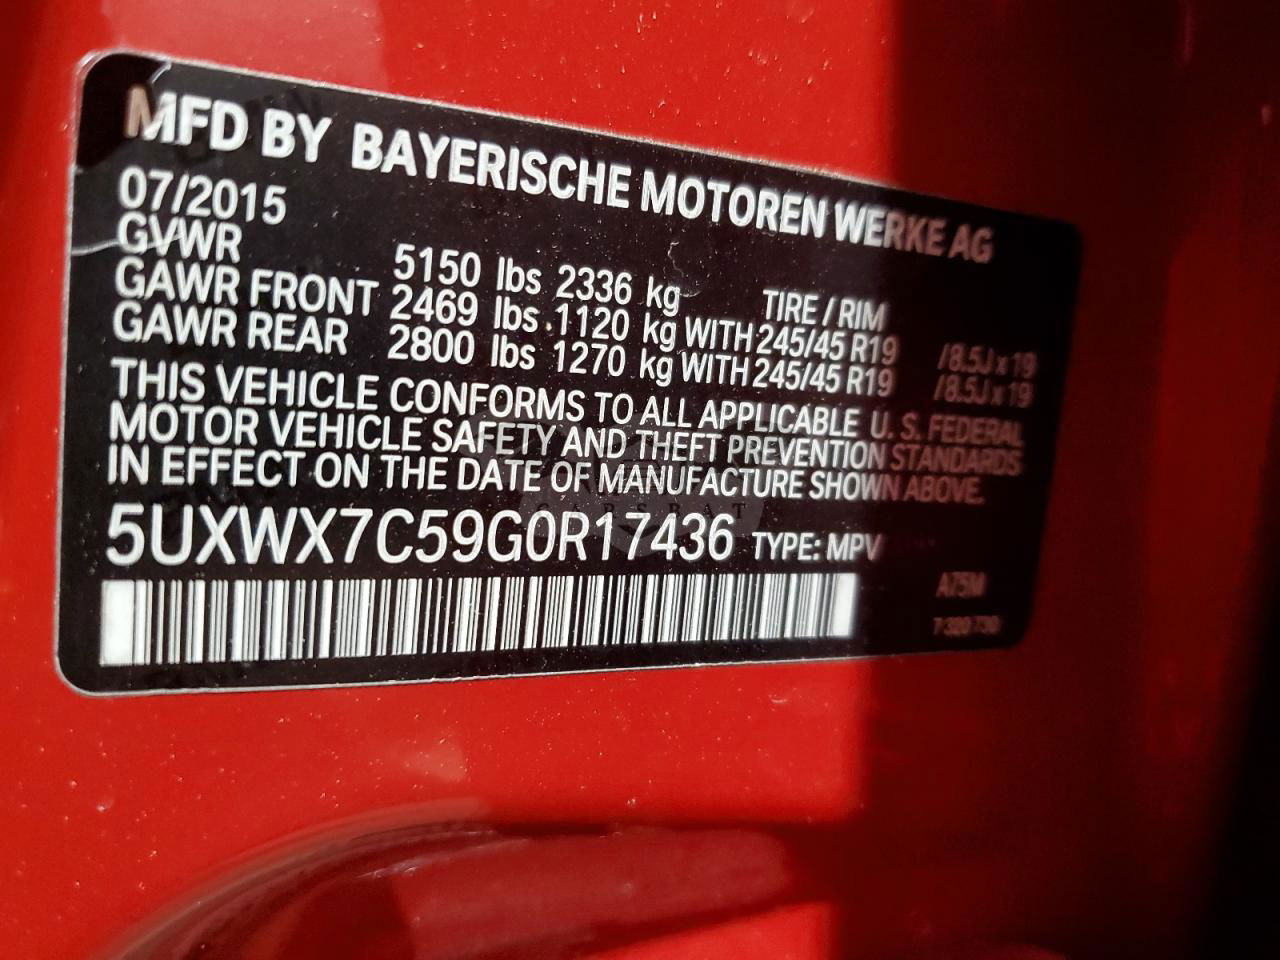 MFD BY BAYERISCHE MOTOREN WERKE AG
07/2015
GVWR 5150 lbs 2336 kg TIRE / RIM
GAWR FRONT 2469 lbs 1120 kg WITH 245/45 R19 /8.5J x 19
GAWR REAR 2800 lbs 1270 kg WITH 245/45 R19 /8.5J x 19
THIS VEHICLE CONFORMS TO ALL APPLICABLE U. S. FEDERAL
MOTOR VEHICLE SAFETY AND THEFT PREVENTION STANDARDS
IN EFFECT ON THE DATE OF MANUFACTURE SHOWN ABOVE.
CARSBAT
5UXWX7C59G0R17436 TYPE: MPV
A75M